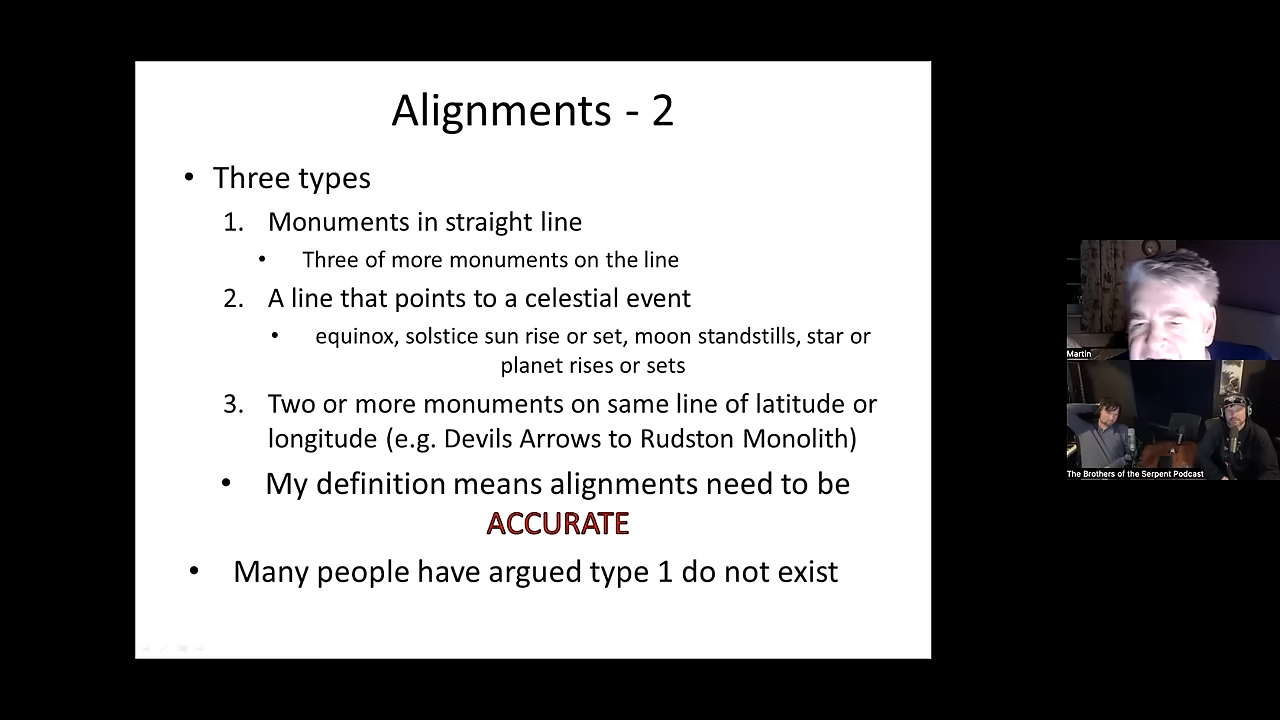 Alignments - 2
• Three types
1. Monuments in straight line
• Three of more monuments on the line
2. A line that points to a celestial event
• equinox, solstice sun rise or set, moon standstills, star or
planet rises or sets
3. Two or more monuments on same line of latitude or
longitude (e.g. Devils Arrows to Rudston Monolith)
• My definition means alignments need to be
ACCURATE
• Many people have argued type 1 do not exist
Martin
The Brothers of the Serpent Podcast